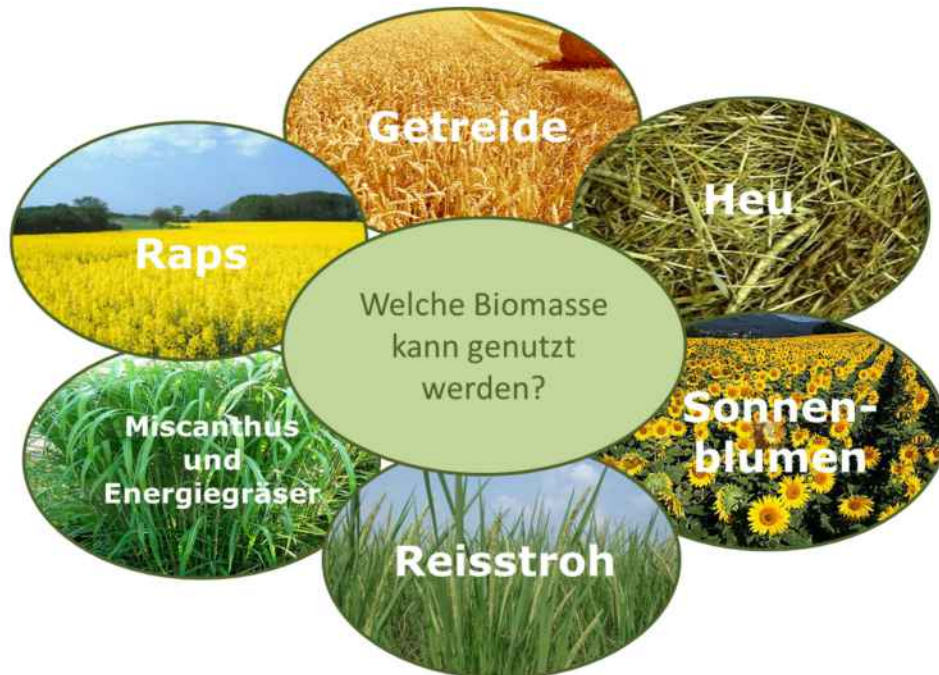 Getreide
Heu
Raps
Welche Biomasse
kann genutzt
werden?
Sonnen-
blumen
Miscanthus
und
Energiegräser
Reisstroh